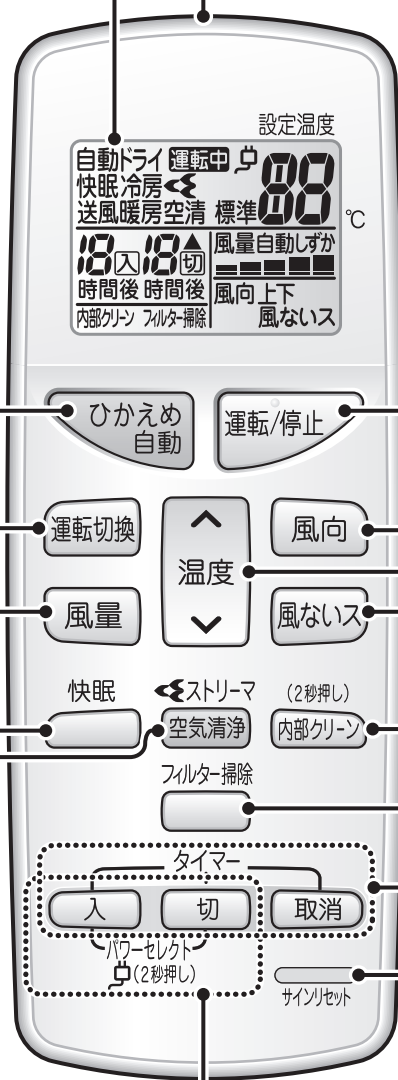 設定温度
自動ドライ 運転中 88
快眠冷房
送風暖房空清 標準
℃
18入 18切 風量自動しずか
時間後 時間後 風向上下
内部クリーン フィルター掃除 風ないス
ひかえめ
自動
運転/停止
運転切換
温度
風向
風量
風ないス
快眠
ストリーマ
空気清浄
(2秒押し)
内部クリーン
フィルター掃除
タイマー
入
切
取消
パワーセレクト
(2秒押し)
サインリセット